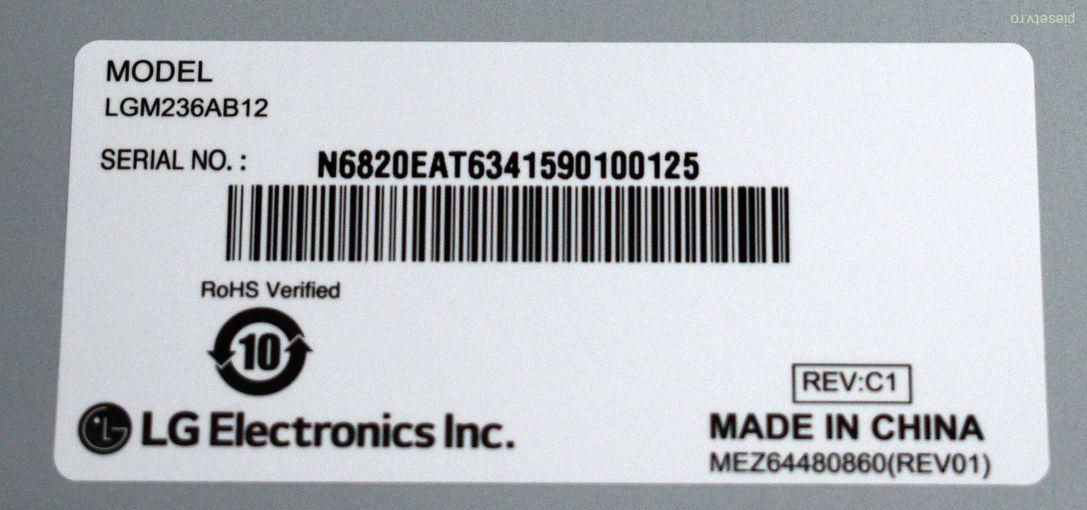 piesetv.ro
MODEL
LGM236AB12
SERIAL NO. : N6820EAT6341590100125
RoHS Verified
10
REV:C1
LG Electronics Inc.
MADE IN CHINA
MEZ64480860(REV01)